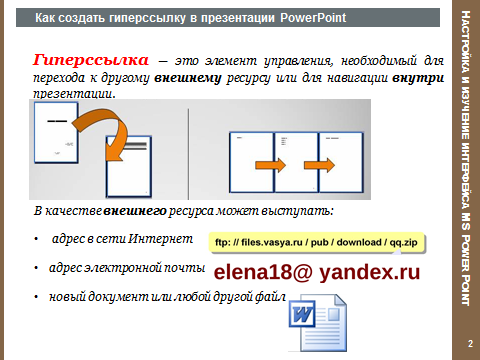 Как создать гиперссылку в презентации PowerPoint
Гиперссылка – это элемент управления, необходимый для
перехода к другому внешнему ресурсу или для навигации внутри
презентации.
В качестве внешнего ресурса может выступать:
• адрес в сети Интернет
ftp: // files.vasya.ru / pub / download / qq.zip
• адрес электронной почты
elena18@ yandex.ru
• новый документ или любой другой файл
W
Настройка и изучение интерфейса MS Power Point
2